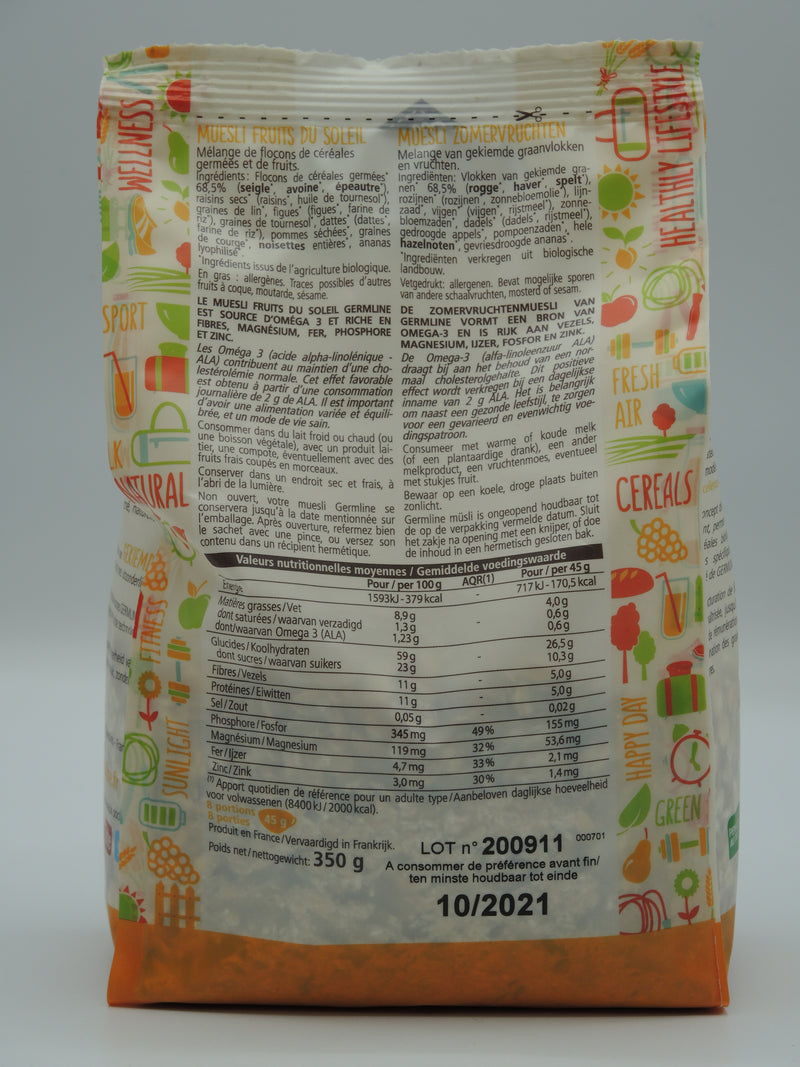 WELLNESS
SPORT
NATURAL
FITNESS
SUNLIGHT
MUESLI FRUITS DU SOLEIL
Mélange de flocons de céréales
germées et de fruits.
Ingrédients: Flocons de céréales germées*
68,5% (seigle*, avoine*, épeautre*),
raisins secs* (raisins*, huile de tournesol*),
graines de lin*, figues* (figues*, farine de
riz*), graines de tournesol*, dattes* (dattes*,
farine de riz*), pommes séchées*, graines
de courge*, noisettes entières*, ananas
lyophilisé*.
*Ingrédients issus de l'agriculture biologique.
En gras : allergènes. Traces possibles d'autres
fruits à coque, moutarde, sésame.
LE MUESLI FRUITS DU SOLEIL GERMLINE
EST SOURCE D'OMÉGA 3 ET RICHE EN
FIBRES, MAGNÉSIUM, FER, PHOSPHORE
ET ZINC.
Les Oméga 3 (acide alpha-linolénique -
ALA) contribuent au maintien d'une cho-
lestérolémie normale. Cet effet favorable
est obtenu à partir d'une consommation
journalière de 2 g de ALA. Il est important
d'avoir une alimentation variée et équili-
brée, et un mode de vie sain.
Consommer dans du lait froid ou chaud (ou
une boisson végétale), avec un produit lai-
tier, une compote, éventuellement avec des
fruits frais coupés en morceaux.
Conserver dans un endroit sec et frais, à
l'abri de la lumière.
Non ouvert, votre muesli Germline se
conservera jusqu'à la date mentionnée sur
l'emballage. Après ouverture, refermez bien
le sachet avec une pince, ou versez son
contenu dans un récipient hermétique.
MUESLI ZOMERVRUCHTEN
Melange van gekiemde graanvlokken
en vruchten.
Ingrediënten: Vlokken van gekiemde gra-
nen* 68,5% (rogge*, haver*, spelt*),
rozijnen* (rozijnen*, zonnebloemolie*), lijn-
zaad*, vijgen* (vijgen*, rijstmeel*), zonne-
bloemzaden*, dadels* (dadels*, rijstmeel*),
gedroogde appels*, pompoenzaden*, hele
hazelnoten*, gevriesdroogde ananas*.
*Ingrediënten verkregen uit biologische
landbouw.
Vetgedrukt: allergenen. Bevat mogelijke sporen
van andere schaalvruchten, mosterd of sesam.
DE ZOMERVRUCHTENMUESLI VAN
GERMLINE VORMT EEN BRON VAN
OMEGA-3 EN IS RIJK AAN VEZELS,
MAGNESIUM, IJZER, FOSFOR EN ZINK.
De Omega-3 (alfa-linoleenzuur ALA)
draagt bij aan het behoud van een nor-
maal cholesterolgehalte. Dit positieve
effect wordt verkregen bij een dagelijkse
inname van 2 g ALA. Het is belangrijk
om naast een gezonde leefstijl, te zorgen
voor een gevarieerd en evenwichtig voe-
dingspatroon.
Consumeer met warme of koude melk
(of een plantaardige drank), een ander
melkproduct, een vruchtenmoes, eventueel
met stukjes fruit.
Bewaar op een koele, droge plaats buiten
zonlicht.
Germline müsli is ongeopend houdbaar tot
de op de verpakking vermelde datum. Sluit
het zakje na opening met een knijper, of doe
de inhoud in een hermetisch gesloten bak.
Valeurs nutritionnelles moyennes / Gemiddelde voedingswaarde
Pour / per 100 g AQR(1) Pour / per 45 g
Energie 1593kJ - 379 kcal - 717 kJ - 170,5 kcal
Matières grasses/Vet 8,9 g 4,0 g
dont saturées/waarvan verzadigd 1,3 g - 0,6 g
dont/waarvan Omega 3 (ALA) 1,23 g 0,6 g
Glucides/Koolhydraten 59 g - 26,5 g
dont sucres/waarvan suikers 23 g 10,3 g
Fibres/Vezels 11 g - 5,0 g
Protéines/Eiwitten 11 g - 5,0 g
Sel/Zout 0,05 g - 0,02 g
Phosphore/Fosfor 345 mg 49% 155 mg
Magnésium/Magnesium 119 mg 32% 53,6 mg
Fer/Ijzer 4,7 mg 33% 2,1 mg
Zinc/Zink 3,0 mg 30% 1,4 mg
(1) Apport quotidien de référence pour un adulte type/Aanbevolen daglijkse hoeveelheid
voor volwassenen (8400 kJ / 2000 kcal).
8 portions
8 porties
45 g
Produit en France/Vervaardigd in Frankrijk.
Poids net/nettogewicht: 350 g
LOT n° 200911 000701
A consommer de préférence avant fin/
ten minste houdbaar tot einde
10/2021
HEALTHLY LIFESTYLE
FRESH
AIR
CEREALS
HAPPY DAY
GREEN